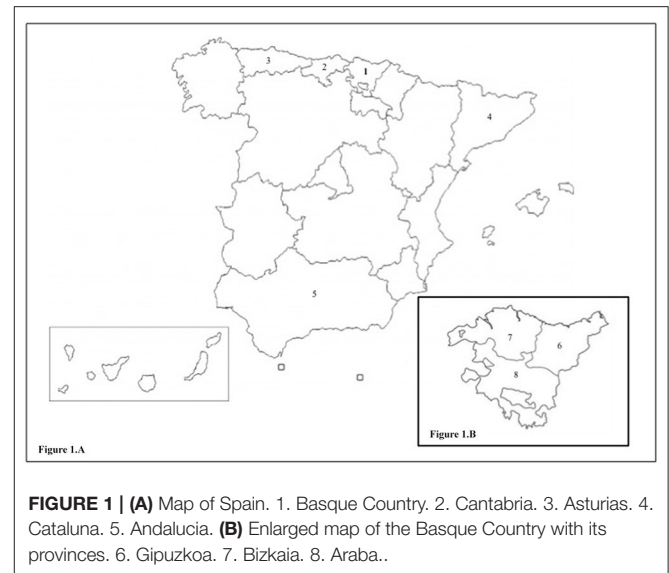 3
2
1
4
5
7
6
8
Figure 1.A
Figure 1.B
FIGURE 1 | (A) Map of Spain. 1. Basque Country. 2. Cantabria. 3. Asturias. 4.
Cataluna. 5. Andalucia. (B) Enlarged map of the Basque Country with its
provinces. 6. Gipuzkoa. 7. Bizkaia. 8. Araba..